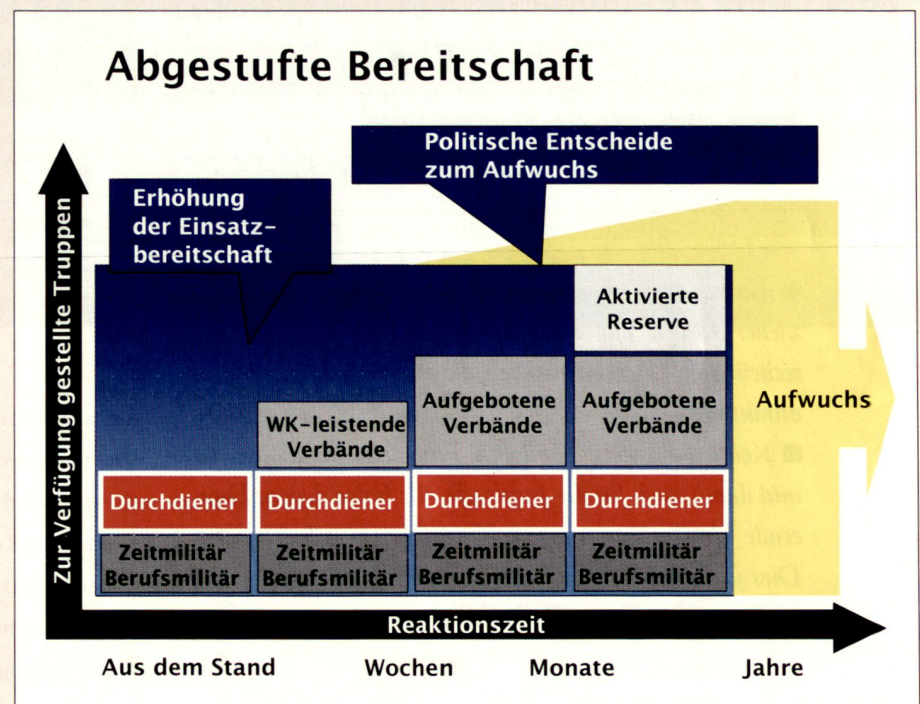 Abgestufte Bereitschaft
Politische Entscheide
zum Aufwuchs
Erhöhung
der Einsatz-
bereitschaft
Zur Verfügung gestellte Truppen
Aktivierte
Reserve
WK-leistende
Verbände
Aufgebotene
Verbände
Aufgebotene
Verbände
Aufwuchs
Durchdiener
Durchdiener
Durchdiener
Durchdiener
Zeitmilitär
Berufsmilitär
Zeitmilitär
Berufsmilitär
Zeitmilitär
Berufsmilitär
Zeitmilitär
Berufsmilitär
Reaktionszeit
Aus dem Stand Wochen Monate Jahre